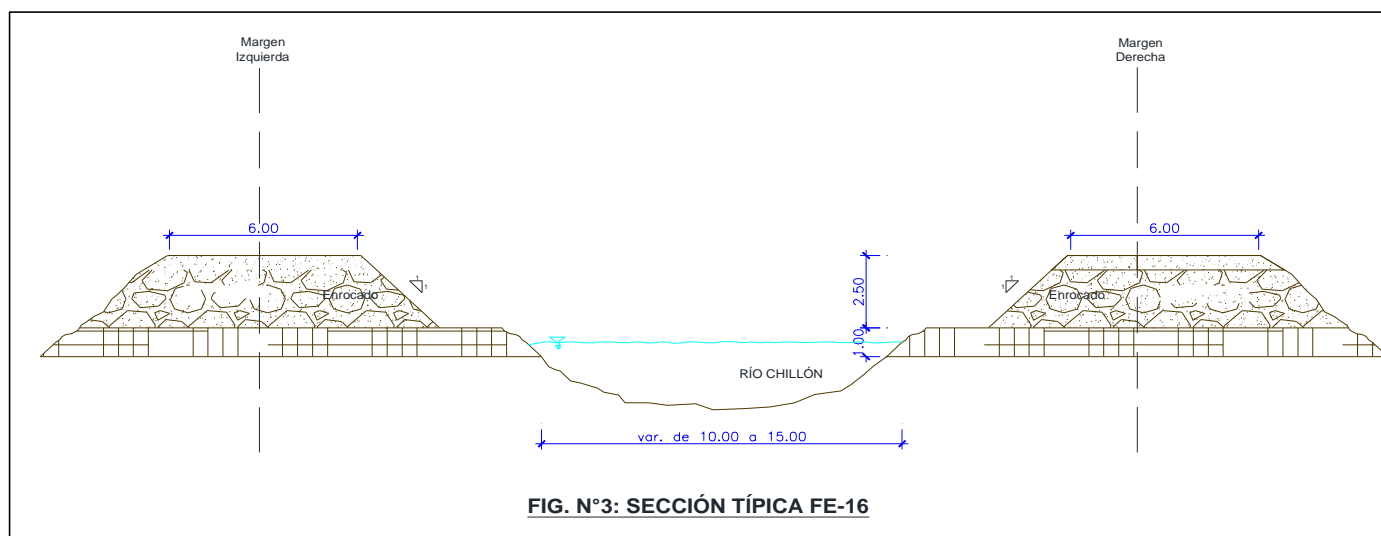 Margen
Izquierda
Margen
Derecha
6.00
6.00
1
1
Enrocado
1
1
Enrocado
2.50
1.00
RÍO CHILLÓN
var. de 10.00 a 15.00
FIG. N°3: SECCIÓN TÍPICA FE-16